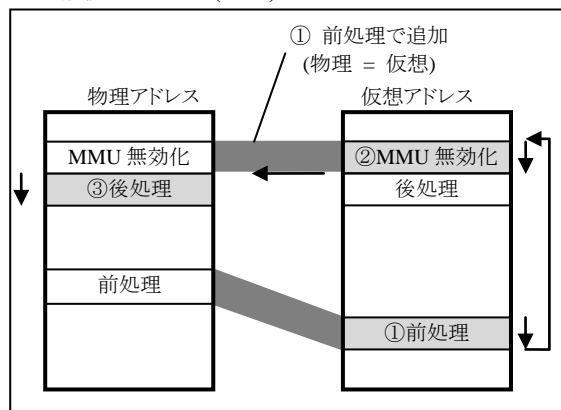 ① 前処理で追加
(物理 = 仮想)
物理アドレス
仮想アドレス
MMU 無効化
②MMU 無効化
③後処理
後処理
前処理
①前処理